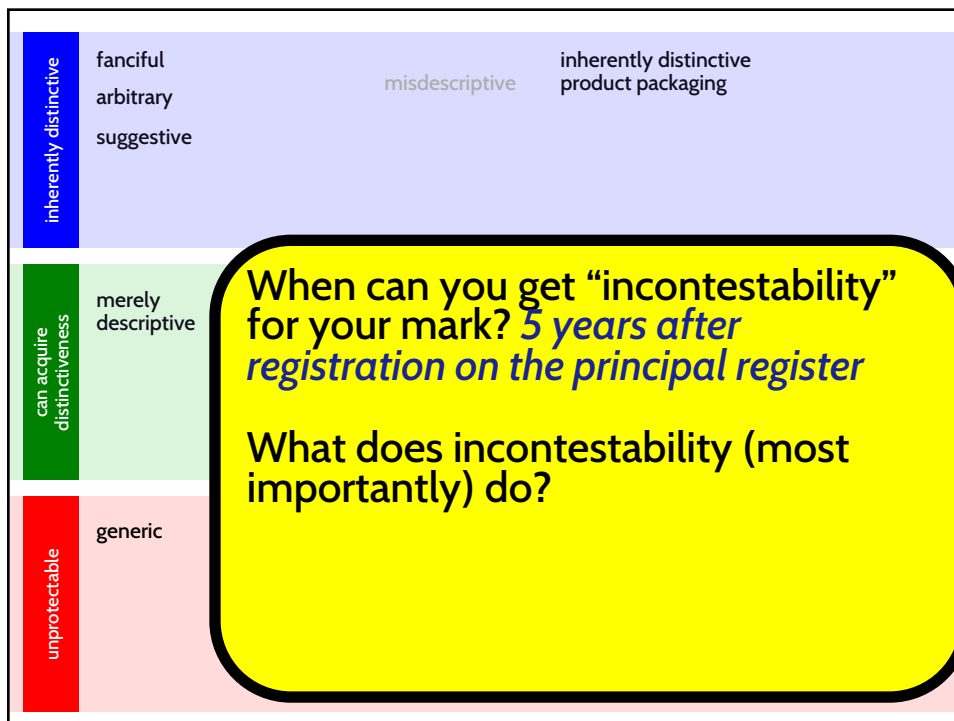 inherently distinctive
fanciful
arbitrary
suggestive
misdescriptive
inherently distinctive
product packaging
can acquire
distinctiveness
merely
descriptive
unprotectable
generic
When can you get “incontestability”
for your mark? 5 years after
registration on the principal register
What does incontestability (most
importantly) do?